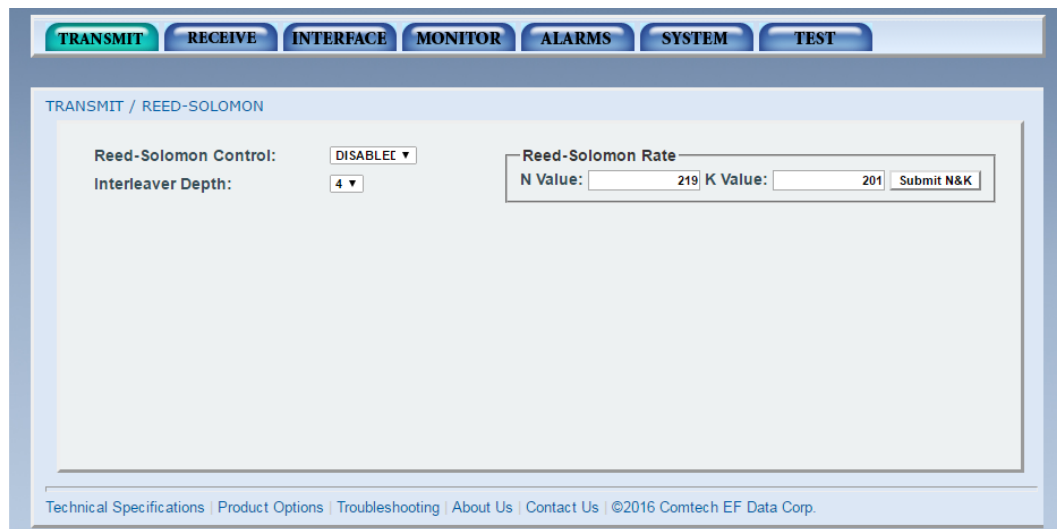 TRANSMIT RECEIVE INTERFACE MONITOR ALARMS SYSTEM TEST
TRANSMIT / REED-SOLOMON
Reed-Solomon Control: DISABLED
Interleaver Depth: 4
Reed-Solomon Rate
N Value: 219 K Value: 201 Submit N&K
Technical Specifications | Product Options | Troubleshooting | About Us | Contact Us | ©2016 Comtech EF Data Corp.